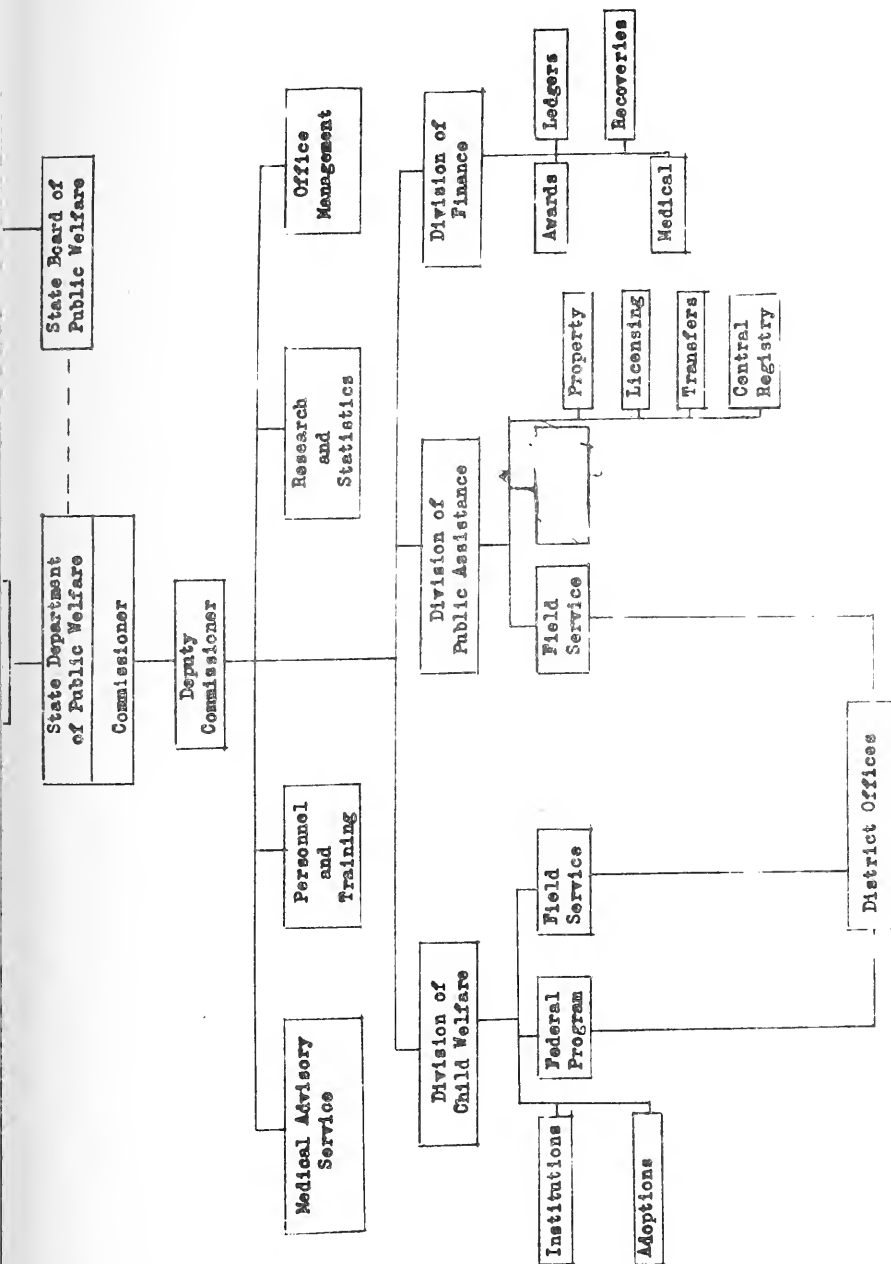 State Department
of Public Welfare
Commissioner
State Board of
Public Welfare
Deputy
Commissioner
Medical Advisory
Service
Personnel
and
Training
Research
and
Statistics
Office
Management
Division of
Child Welfare
Division of
Public Assistance
Division of
Finance
Institutions
Adoptions
Federal
Program
Field
Service
Field
Service
Property
Licensing
Transfers
Central
Registry
Awards
Ledgers
Medical
Recoveries
District Offices